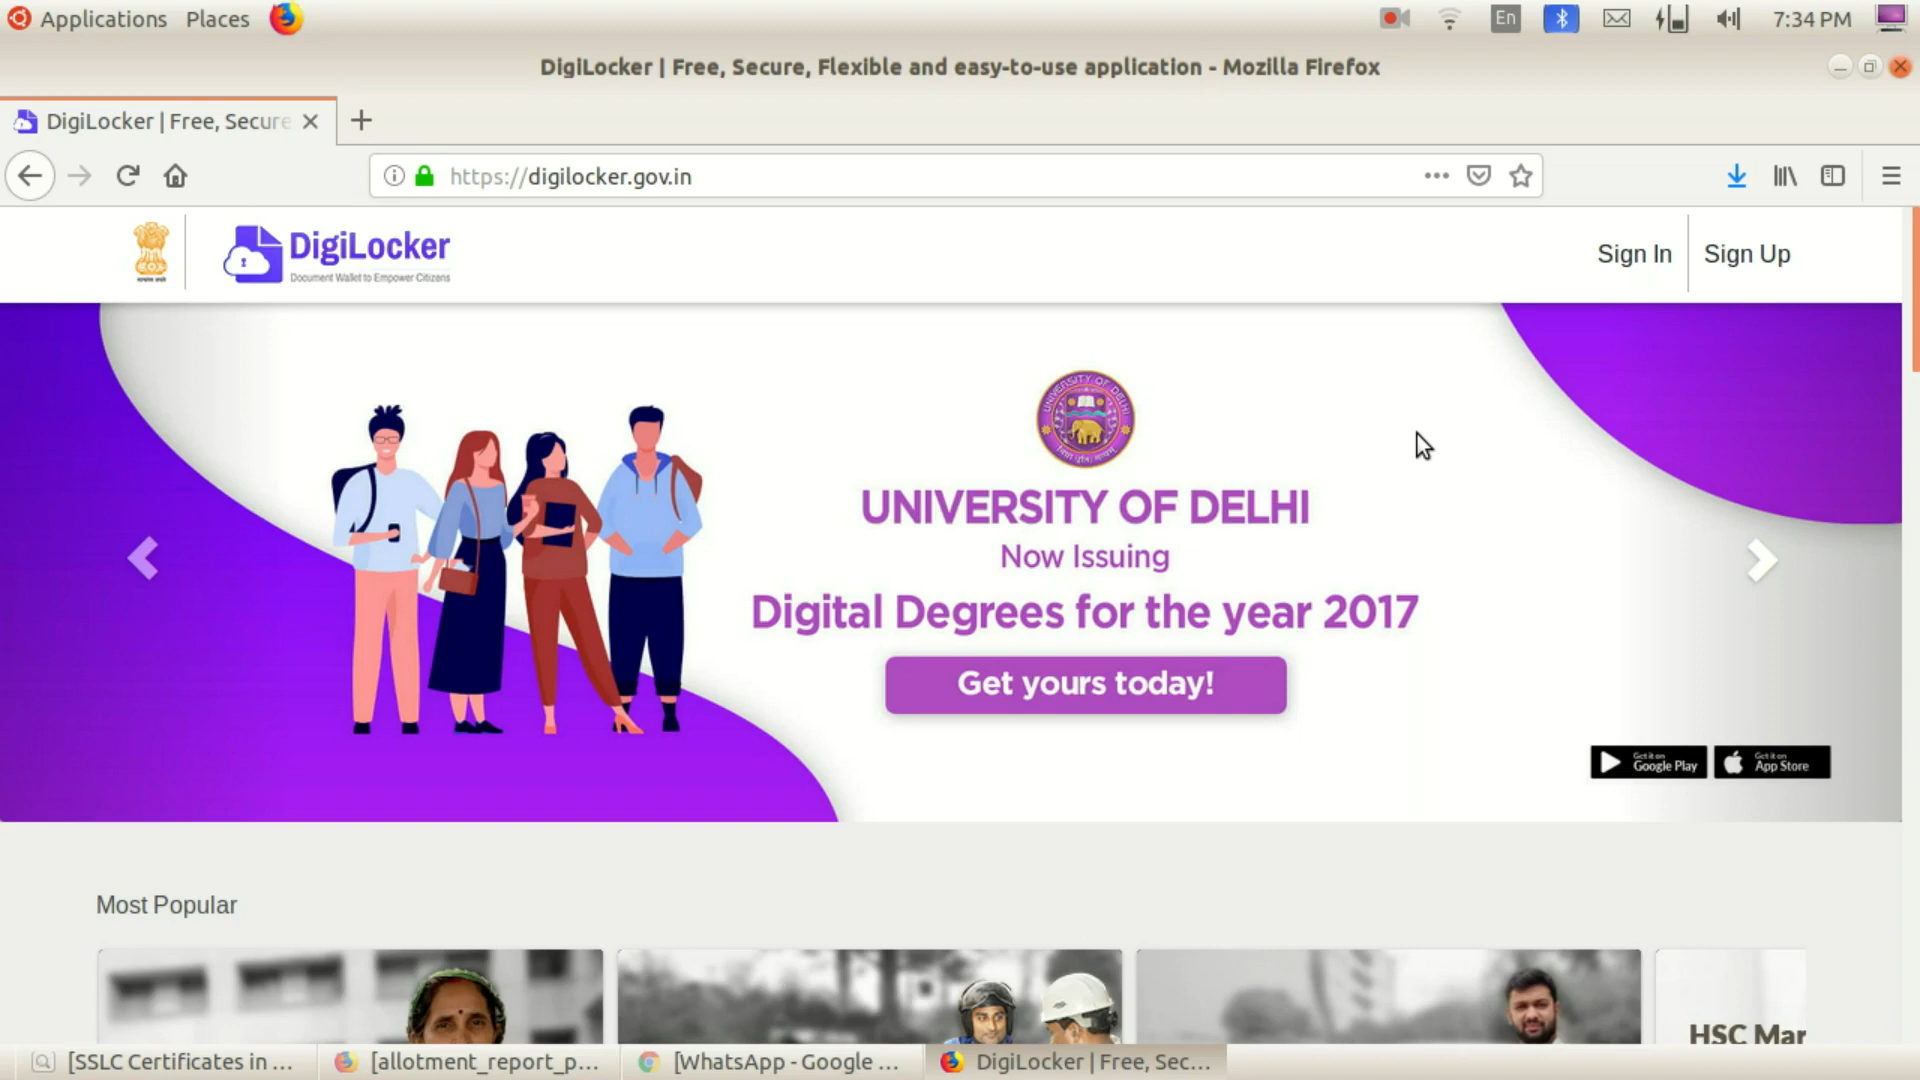 Applications Places
En
7:34 PM
DigiLocker | Free, Secure, Flexible and easy-to-use application - Mozilla Firefox
DigiLocker | Free, Secure
https://digilocker.gov.in
DigiLocker
Document Wallet to Empower Citizens
Sign In
Sign Up
UNIVERSITY OF DELHI
UNIVERSITY OF DELHI
Now Issuing
Digital Degrees for the year 2017
Get yours today!
Get it on
Google Play
Get it on
App Store
Most Popular
HSC Mar
[SSLC Certificates in ...
[allotment_report_p...
[WhatsApp - Google ...
DigiLocker | Free, Sec...